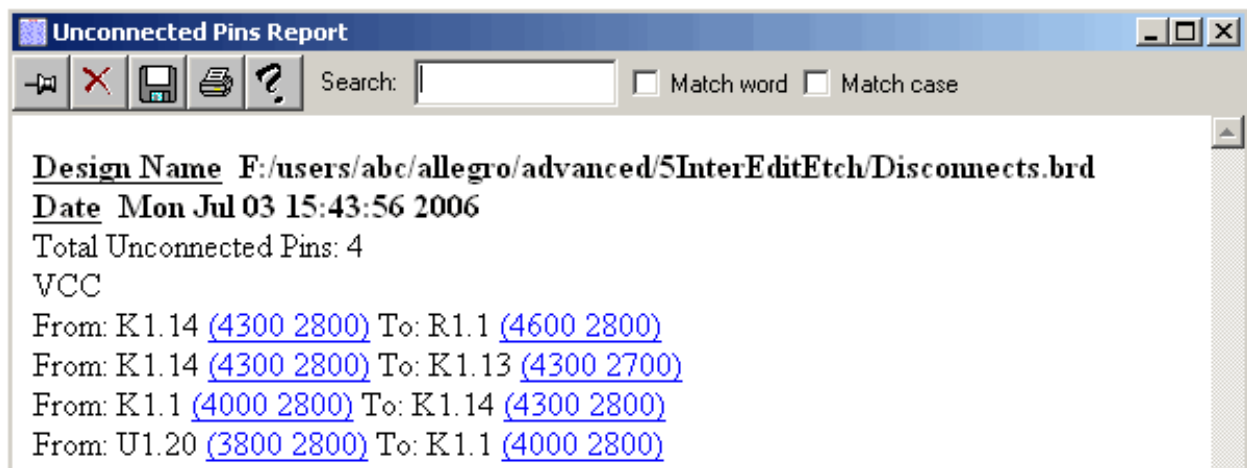 Unconnected Pins Report
Search: Match word Match case
Design Name F:/users/abc/allegro/advanced/5InterEditEtch/Disconnects.brd
Date Mon Jul 03 15:43:56 2006
Total Unconnected Pins: 4
VCC
From: K1.14 (4300 2800) To: R1.1 (4600 2800)
From: K1.14 (4300 2800) To: K1.13 (4300 2700)
From: K1.1 (4000 2800) To: K1.14 (4300 2800)
From: U1.20 (3800 2800) To: K1.1 (4000 2800)